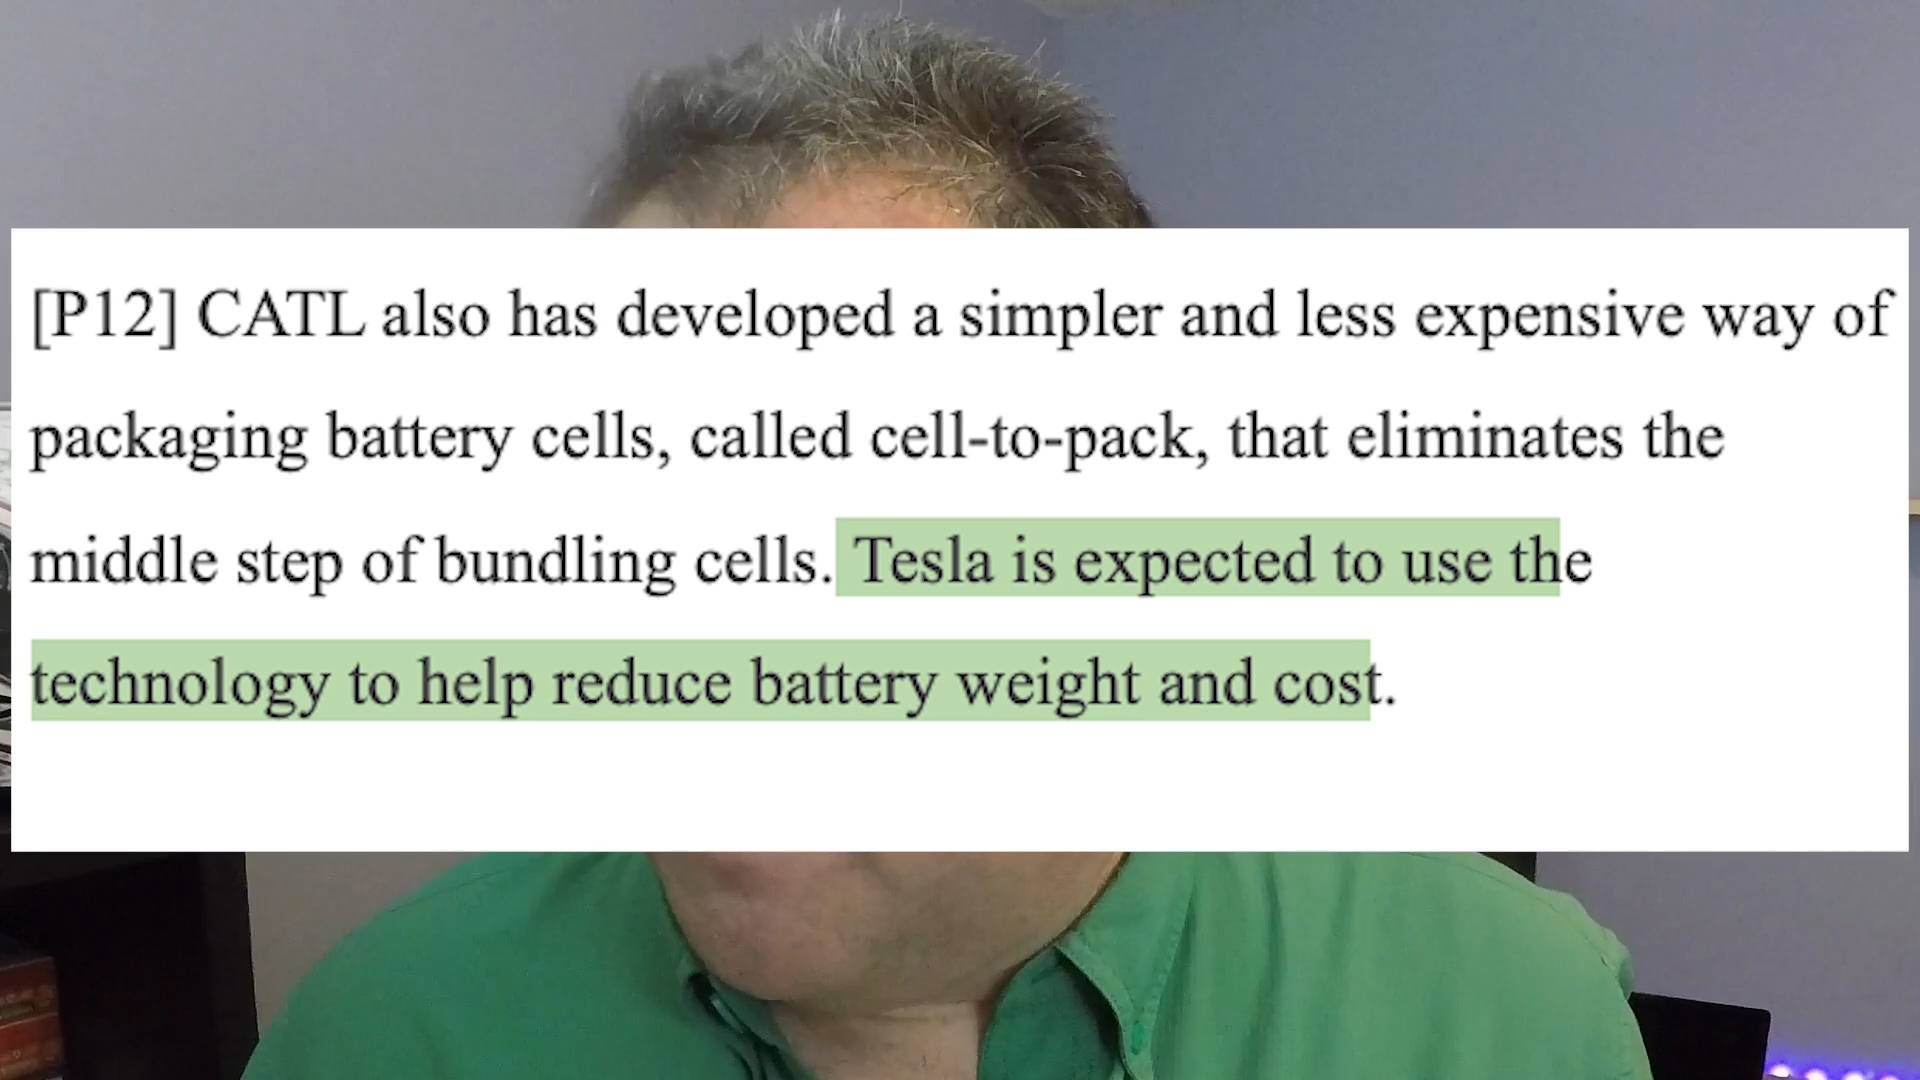 [P12] CATL also has developed a simpler and less expensive way of
packaging battery cells, called cell-to-pack, that eliminates the
middle step of bundling cells. Tesla is expected to use the
technology to help reduce battery weight and cost.